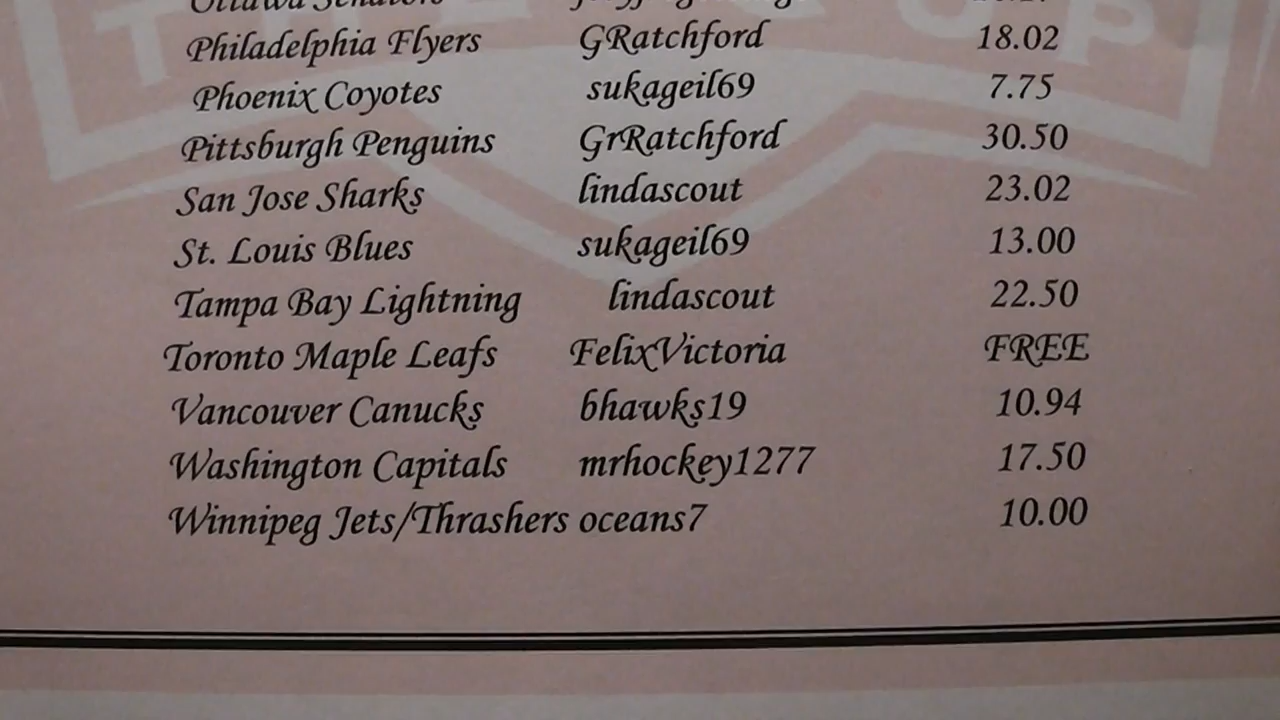 Ottawa Senators
Philadelphia Flyers GRatchford 18.02
Phoenix Coyotes sukageil69 7.75
Pittsburgh Penguins GrRatchford 30.50
San Jose Sharks lindascout 23.02
St. Louis Blues sukageil69 13.00
Tampa Bay Lightning lindascout 22.50
Toronto Maple Leafs FelixVictoria FREE
Vancouver Canucks bhawks19 10.94
Washington Capitals mrhockey1277 17.50
Winnipeg Jets/Thrashers oceans7 10.00